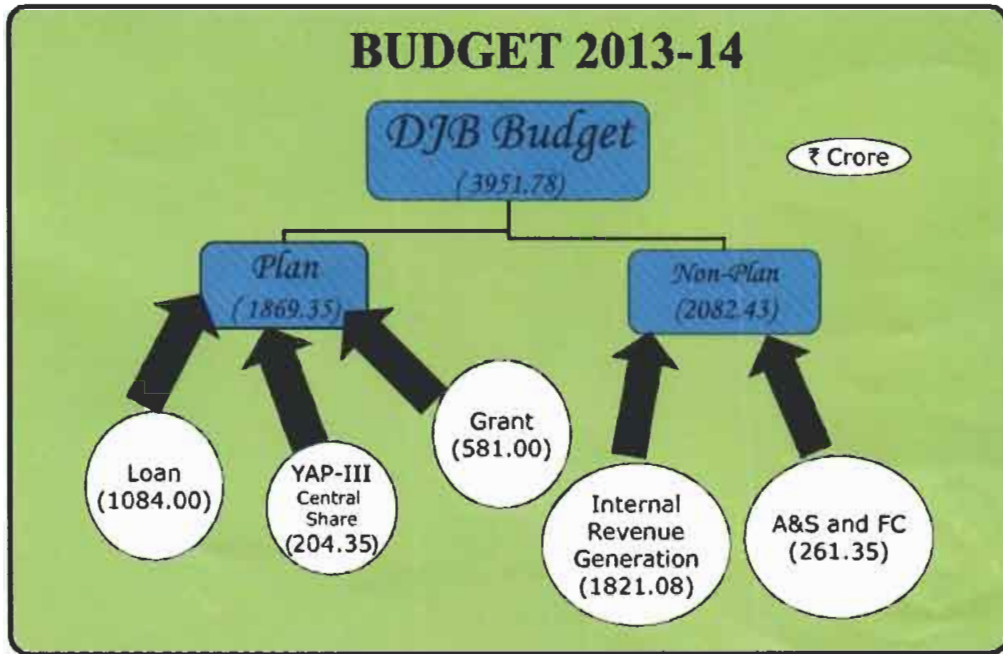 BUDGET 2013-14
DJB Budget
(3951.78)
₹ Crore
Plan
(1869.35)
Non-Plan
(2082.43)
Loan
(1084.00)
YAP-III
Central
Share
(204.35)
Grant
(581.00)
Internal
Revenue
Generation
(1821.08)
A&S and FC
(261.35)